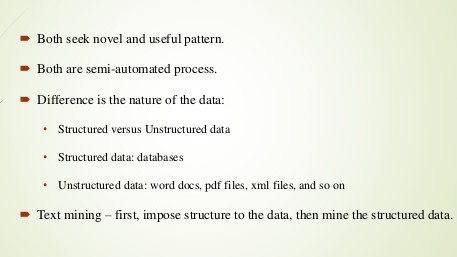 Both seek novel and useful pattern.
Both are semi-automated process.
Difference is the nature of the data:
• Structured versus Unstructured data
• Structured data: databases
• Unstructured data: word docs, pdf files, xml files, and so on
Text mining – first, impose structure to the data, then mine the structured data.